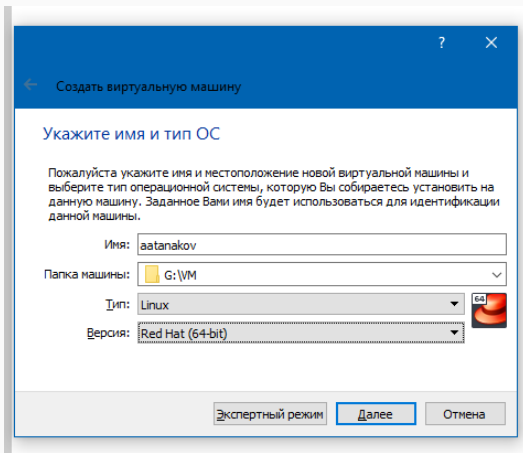 ?
Создать виртуальную машину
Укажите имя и тип ОС
Пожалуйста укажите имя и местоположение новой виртуальной машины и
выберите тип операционной системы, которую Вы собираетесь установить на
данную машину. Заданное Вами имя будет использоваться для идентификации
данной машины.
Имя: aatanakov
Папка машины: G:\VM
Тип: Linux
64
Версия: Red Hat (64-bit)
Экспертный режим Далее Отмена